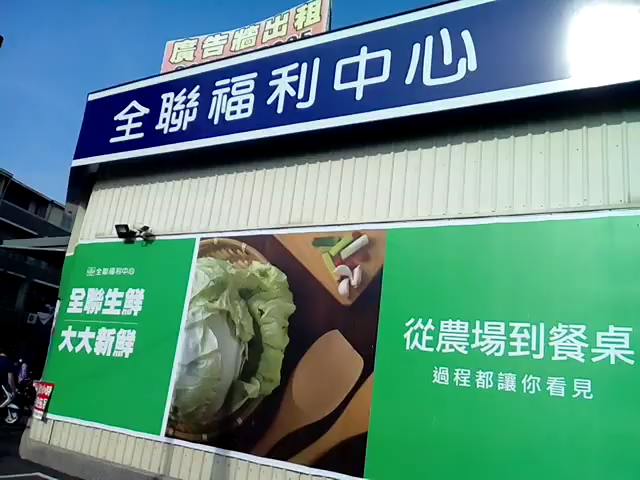 廣告牆出租
全聯福利中心
全聯福利中心
全聯生鮮
大大新鮮
從農場到餐桌
過程都讓你看見